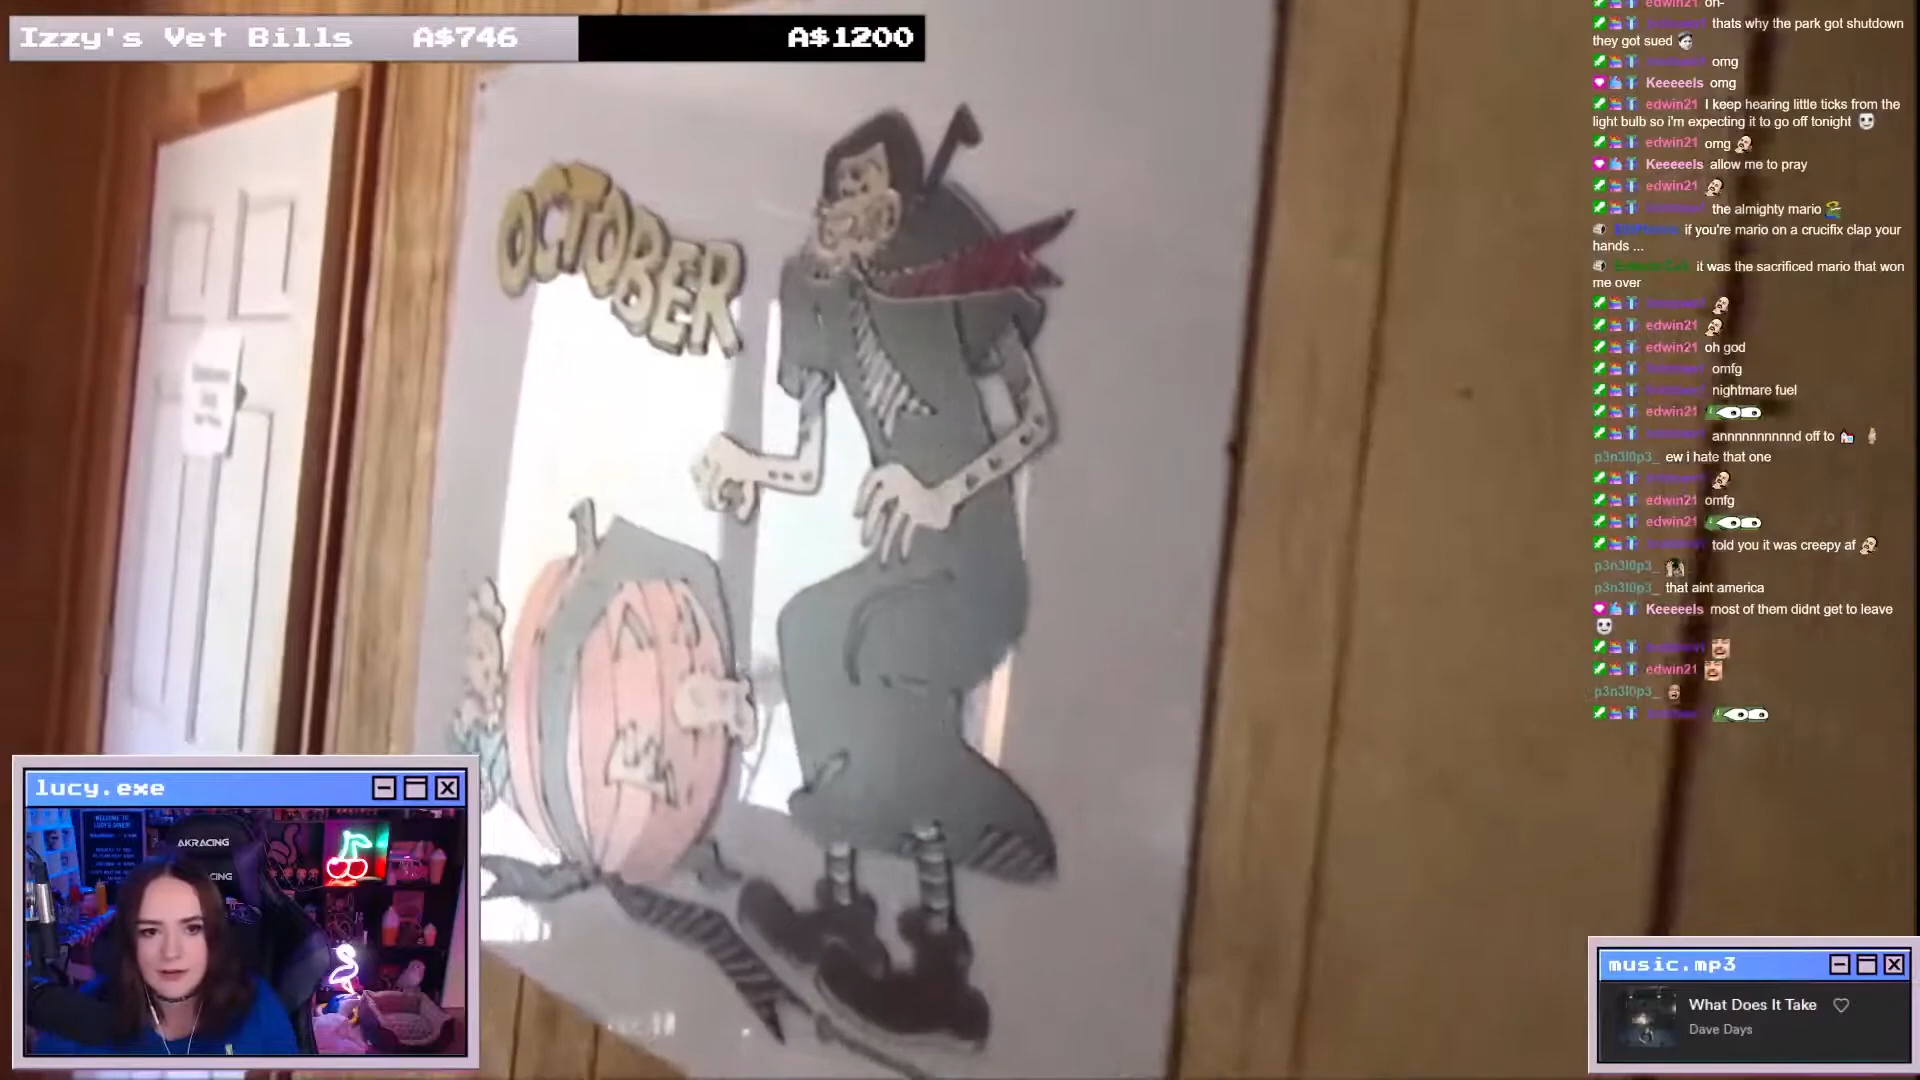 Izzy's Vet Bills A$746 A$1200
OCTOBER
edwin21 oh-
thats why the park got shutdown
they got sued
omg
Keeeeels omg
edwin21 I keep hearing little ticks from the
light bulb so i'm expecting it to go off tonight
edwin21 omg
Keeeeels allow me to pray
edwin21
the almighty mario
if you're mario on a crucifix clap your
hands ...
it was the sacrificed mario that won
me over
edwin21
edwin21 oh god
omfg
nightmare fuel
edwin21
annnnnnnnnnd off to
p3n3l0p3_ ew i hate that one
edwin21 omfg
edwin21
told you it was creepy af
p3n3l0p3_
p3n3l0p3_ that aint america
Keeeeels most of them didnt get to leave
edwin21
p3n3l0p3_
lucy.exe
AKRACING
WELCOME TO
music.mp3
What Does It Take
Dave Days